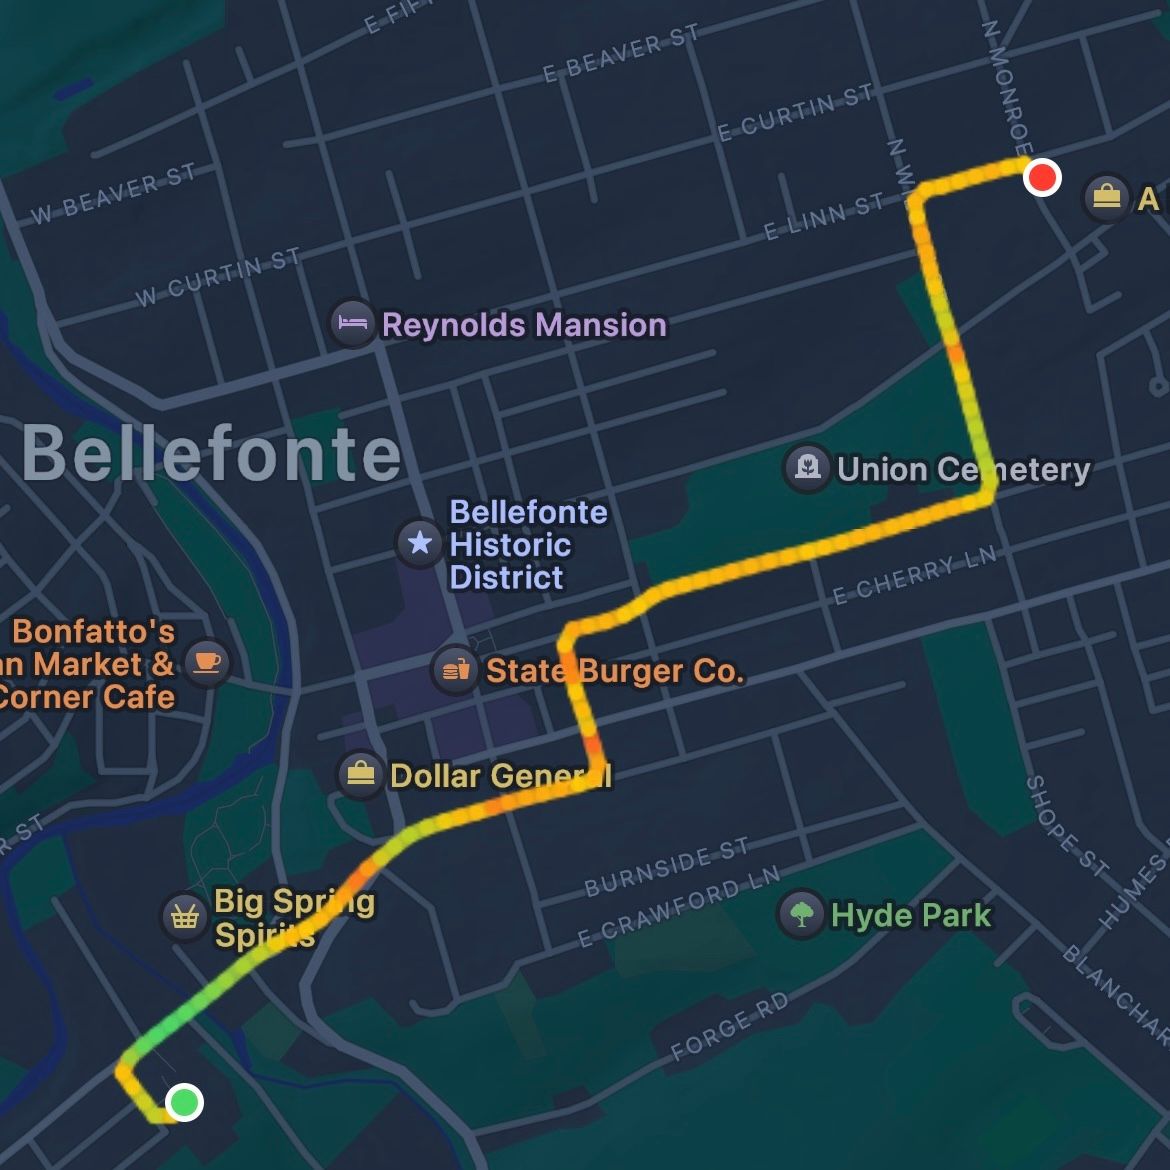 E BEAVER ST
N MONROE
E CURTIN ST
N
W BEAVER ST
A
E LINN ST
W CURTIN ST
Reynolds Mansion
Bellefonte
Union Cemetery
Bellefonte
Historic
District
E CHERRY LN
Bonfatto's
an Market &
Corner Cafe
State Burger Co.
Dollar General
SHOPE ST
R ST
BURNSIDE ST
E CRAWFORD LN
HUMES
Big Spring
Spirits
Hyde Park
BLANCHAR
FORGE RD